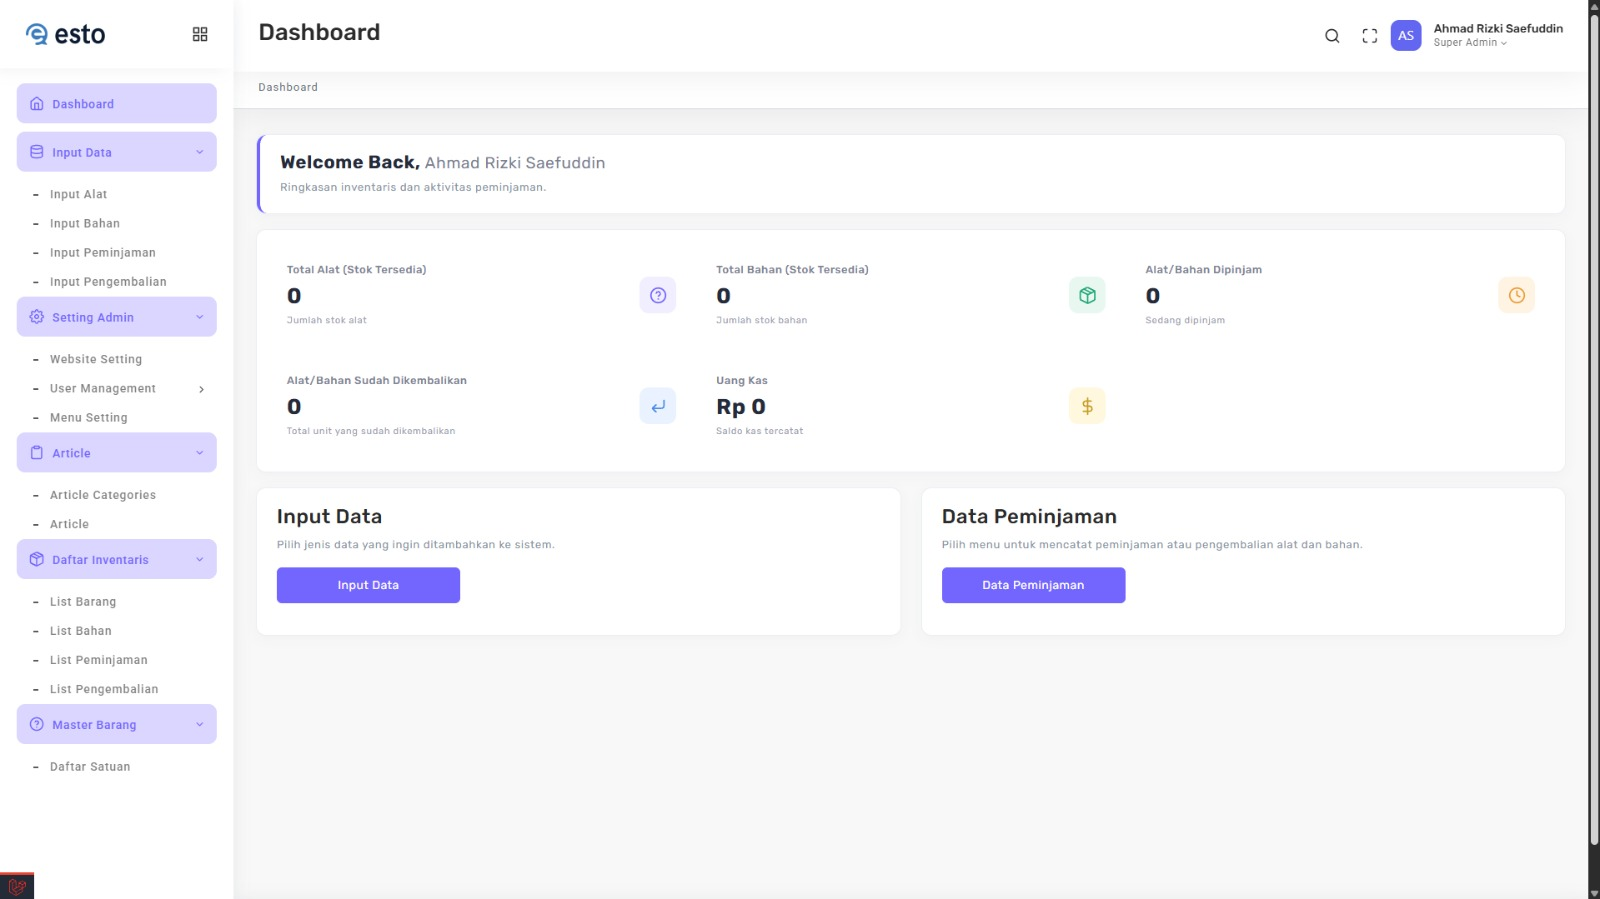 esto
Dashboard
Input Data
- Input Alat
- Input Bahan
- Input Peminjaman
- Input Pengembalian
Setting Admin
- Website Setting
- User Management
- Menu Setting
Article
- Article Categories
- Article
Daftar Inventaris
- List Barang
- List Bahan
- List Peminjaman
- List Pengembalian
Master Barang
- Daftar Satuan
Dashboard
AS
Ahmad Rizki Saefuddin
Super Admin
Dashboard
Welcome Back, Ahmad Rizki Saefuddin
Ringkasan inventaris dan aktivitas peminjaman.
Total Alat (Stok Tersedia)
0
Jumlah stok alat
Total Bahan (Stok Tersedia)
0
Jumlah stok bahan
Alat/Bahan Dipinjam
0
Sedang dipinjam
Alat/Bahan Sudah Dikembalikan
0
Total unit yang sudah dikembalikan
Uang Kas
Rp 0
Saldo kas tercatat
Input Data
Pilih jenis data yang ingin ditambahkan ke sistem.
Input Data
Data Peminjaman
Pilih menu untuk mencatat peminjaman atau pengembalian alat dan bahan.
Data Peminjaman